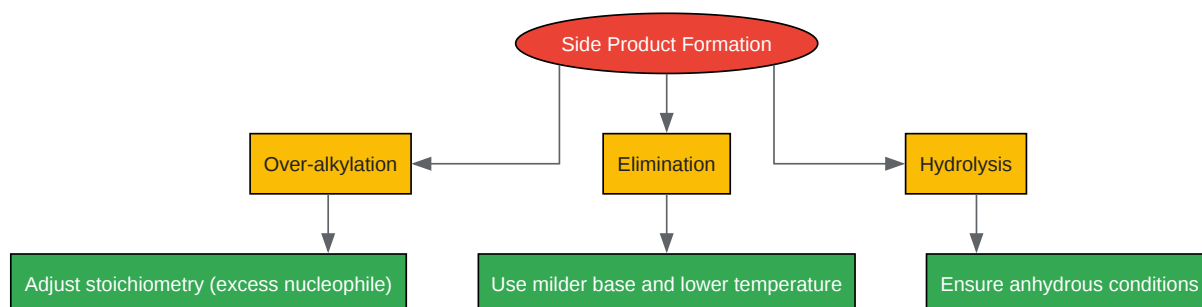 Side Product Formation
Over-alkylation
Elimination
Hydrolysis
Adjust stoichiometry (excess nucleophile)
Use milder base and lower temperature
Ensure anhydrous conditions